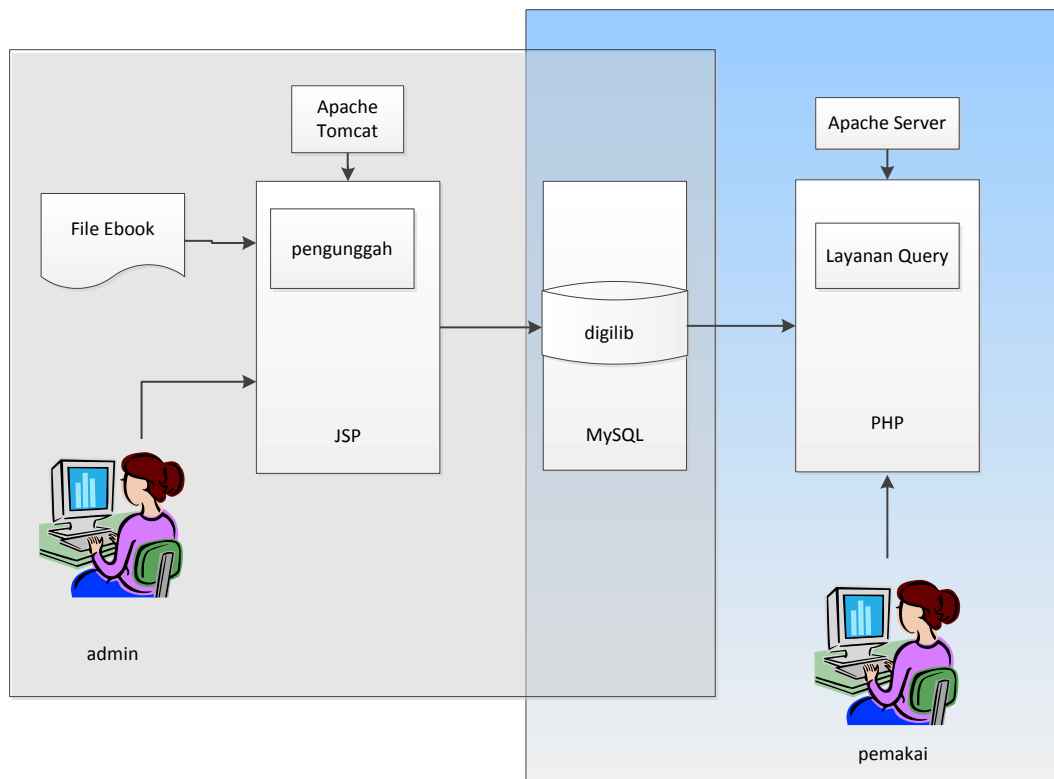 Apache
Tomcat
Apache Server
File Ebook
pengunggah
Layanan Query
digilib
JSP
MySQL
PHP
admin
pemakai